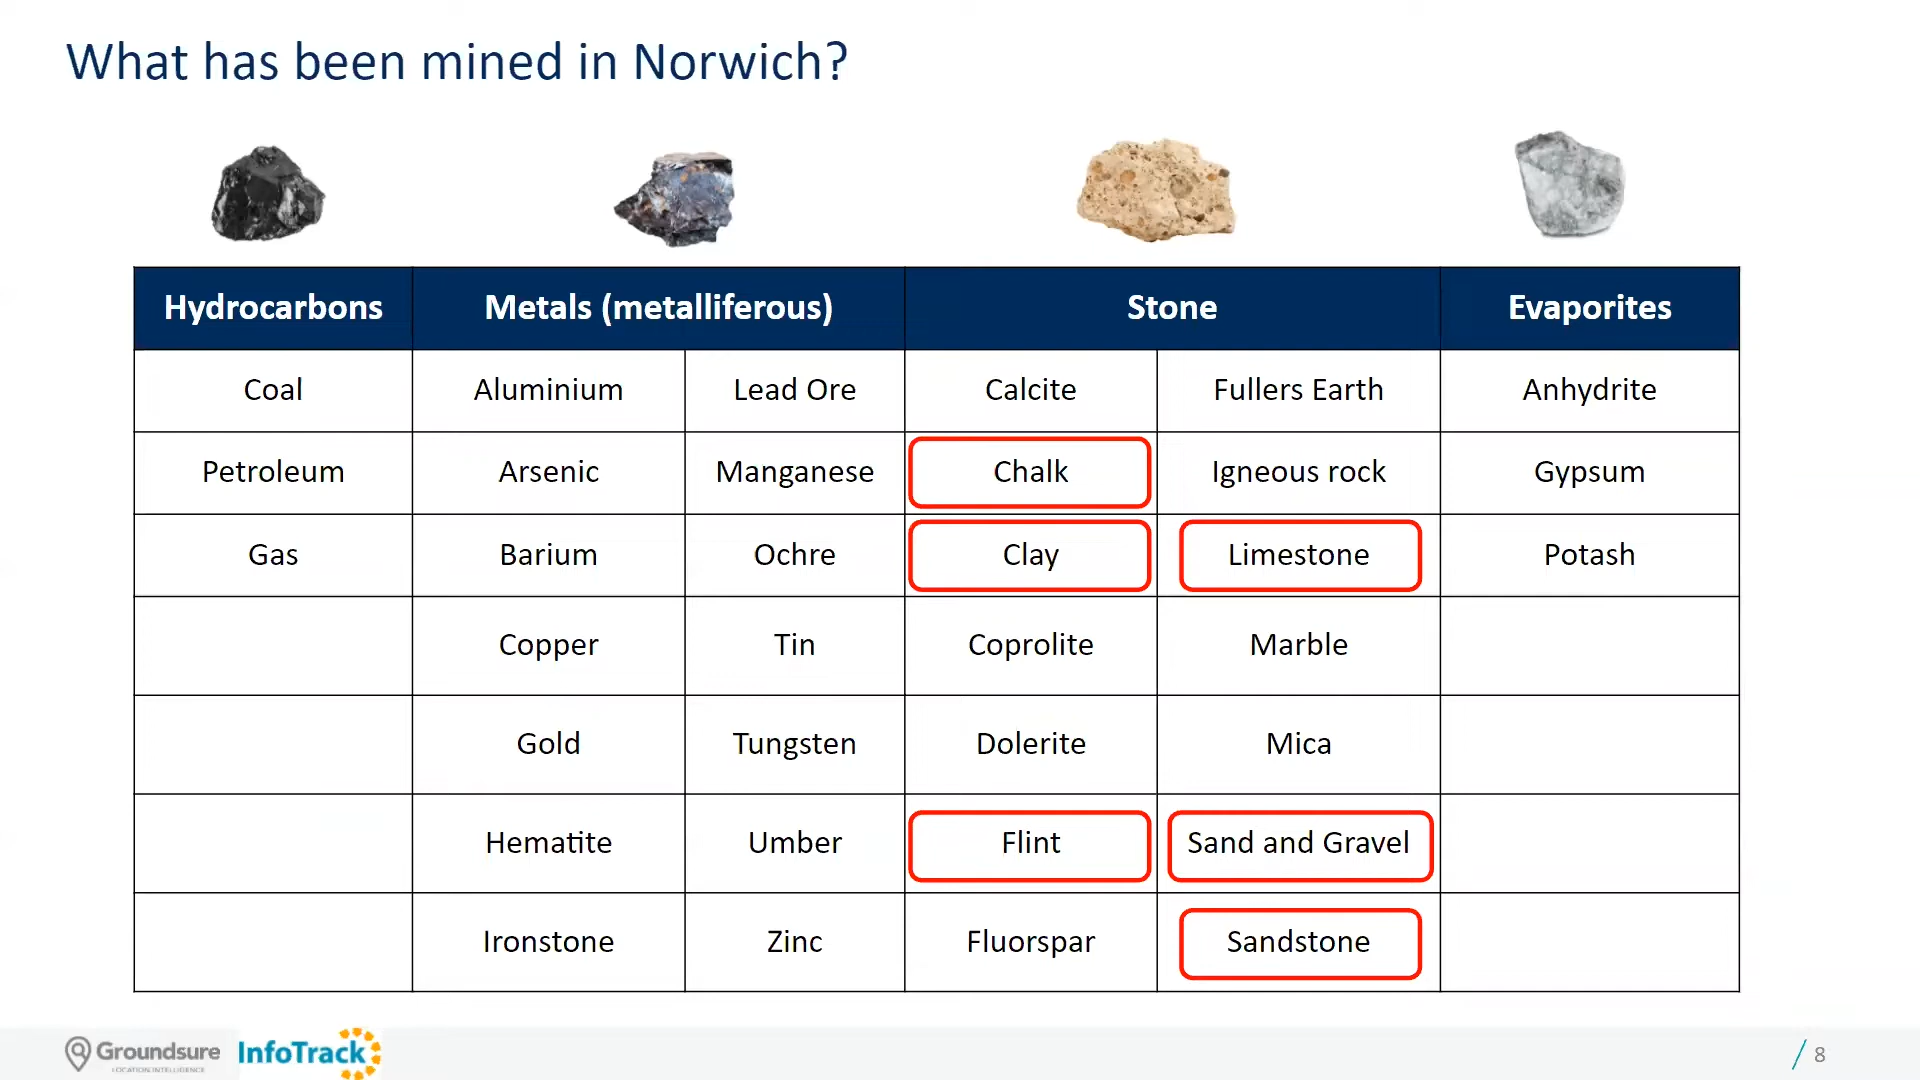 What has been mined in Norwich?
Hydrocarbons Metals (metalliferous) Stone Evaporites
Coal Aluminium Lead Ore Calcite Fullers Earth Anhydrite
Petroleum Arsenic Manganese Chalk Igneous rock Gypsum
Gas Barium Ochre Clay Limestone Potash
Copper Tin Coprolite Marble
Gold Tungsten Dolerite Mica
Hematite Umber Flint Sand and Gravel
Ironstone Zinc Fluorspar Sandstone
Groundsure
LOCATION INTELLIGENCE
InfoTrack
/ 8